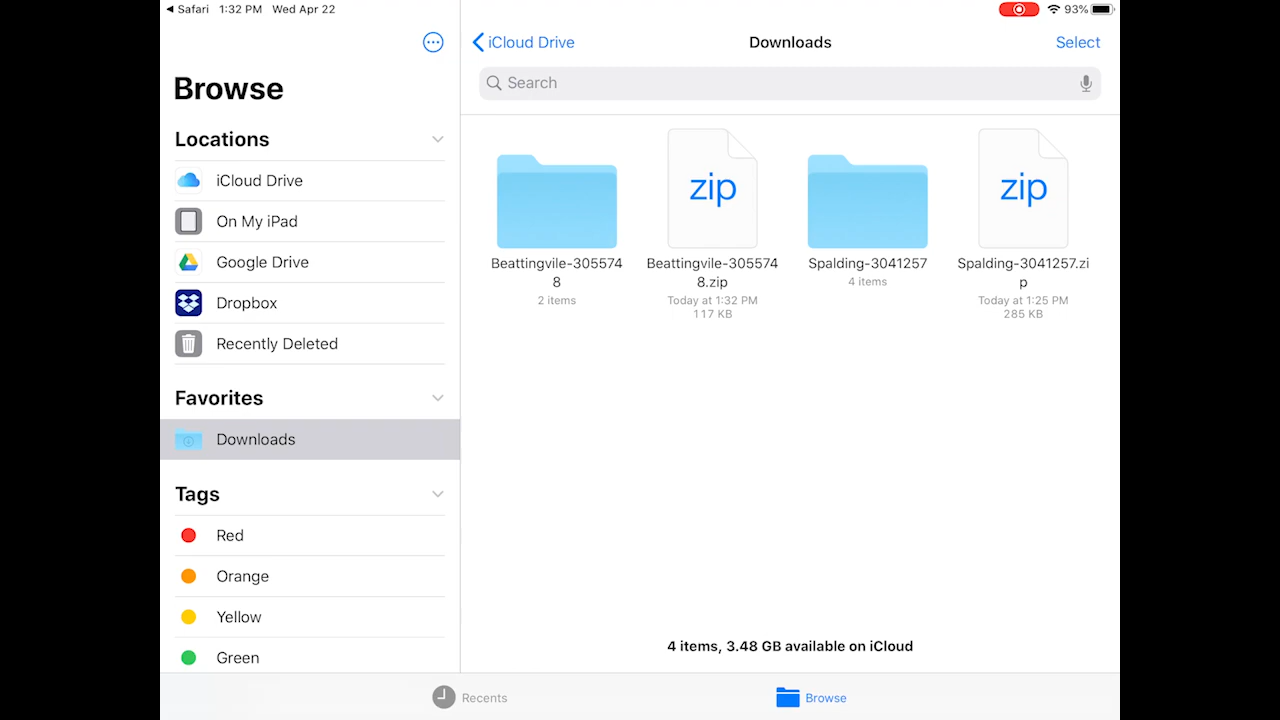 Safari 1:32 PM Wed Apr 22
93%
Browse
Locations
iCloud Drive
On My iPad
Google Drive
Dropbox
Recently Deleted
Favorites
Downloads
Tags
Red
Orange
Yellow
Green
iCloud Drive
Downloads
Select
Search
zip
zip
Beattingvile-305574
8
2 items
Beattingvile-305574
8.zip
Today at 1:32 PM
117 KB
Spalding-3041257
4 items
Spalding-3041257.zi
p
Today at 1:25 PM
285 KB
4 items, 3.48 GB available on iCloud
Recents
Browse